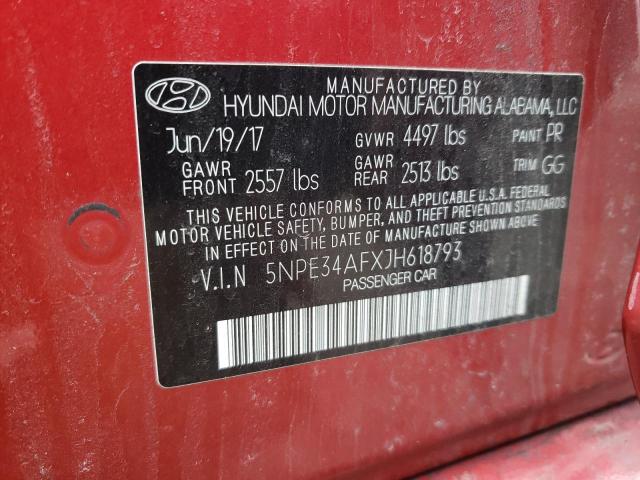 MANUFACTURED BY
HYUNDAI MOTOR MANUFACTURING ALABAMA, LLC
Jun/19/17 GVWR 4497 lbs PAINT PR
GAWR FRONT 2557 lbs GAWR REAR 2513 lbs TRIM GG
THIS VEHICLE CONFORMS TO ALL APPLICABLE U.S.A. FEDERAL
MOTOR VEHICLE SAFETY, BUMPER, AND THEFT PREVENTION STANDARDS
IN EFFECT ON THE DATE OF MANUFACTURE SHOWN ABOVE.
V.I.N 5NPE34AFXJH618793
PASSENGER CAR